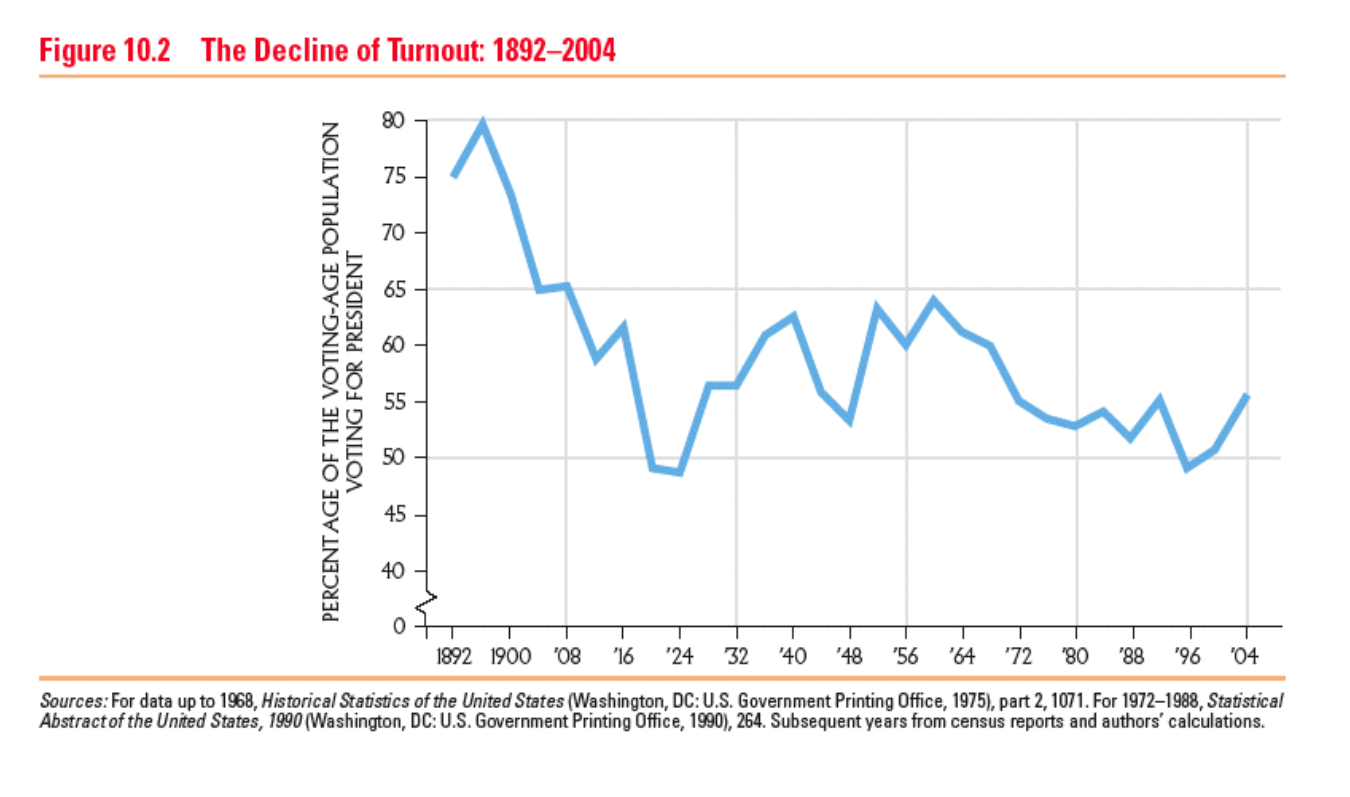 Figure 10.2 The Decline of Turnout: 1892–2004
PERCENTAGE OF THE VOTING-AGE POPULATION
VOTING FOR PRESIDENT
80
75
70
65
60
55
50
45
40
0
1892 1900 '08 '16 '24 '32 '40 '48 '56 '64 '72 '80 '88 '96 '04
Sources: For data up to 1968, Historical Statistics of the United States (Washington, DC: U.S. Government Printing Office, 1975), part 2, 1071. For 1972–1988, Statistical
Abstract of the United States, 1990 (Washington, DC: U.S. Government Printing Office, 1990), 264. Subsequent years from census reports and authors' calculations.